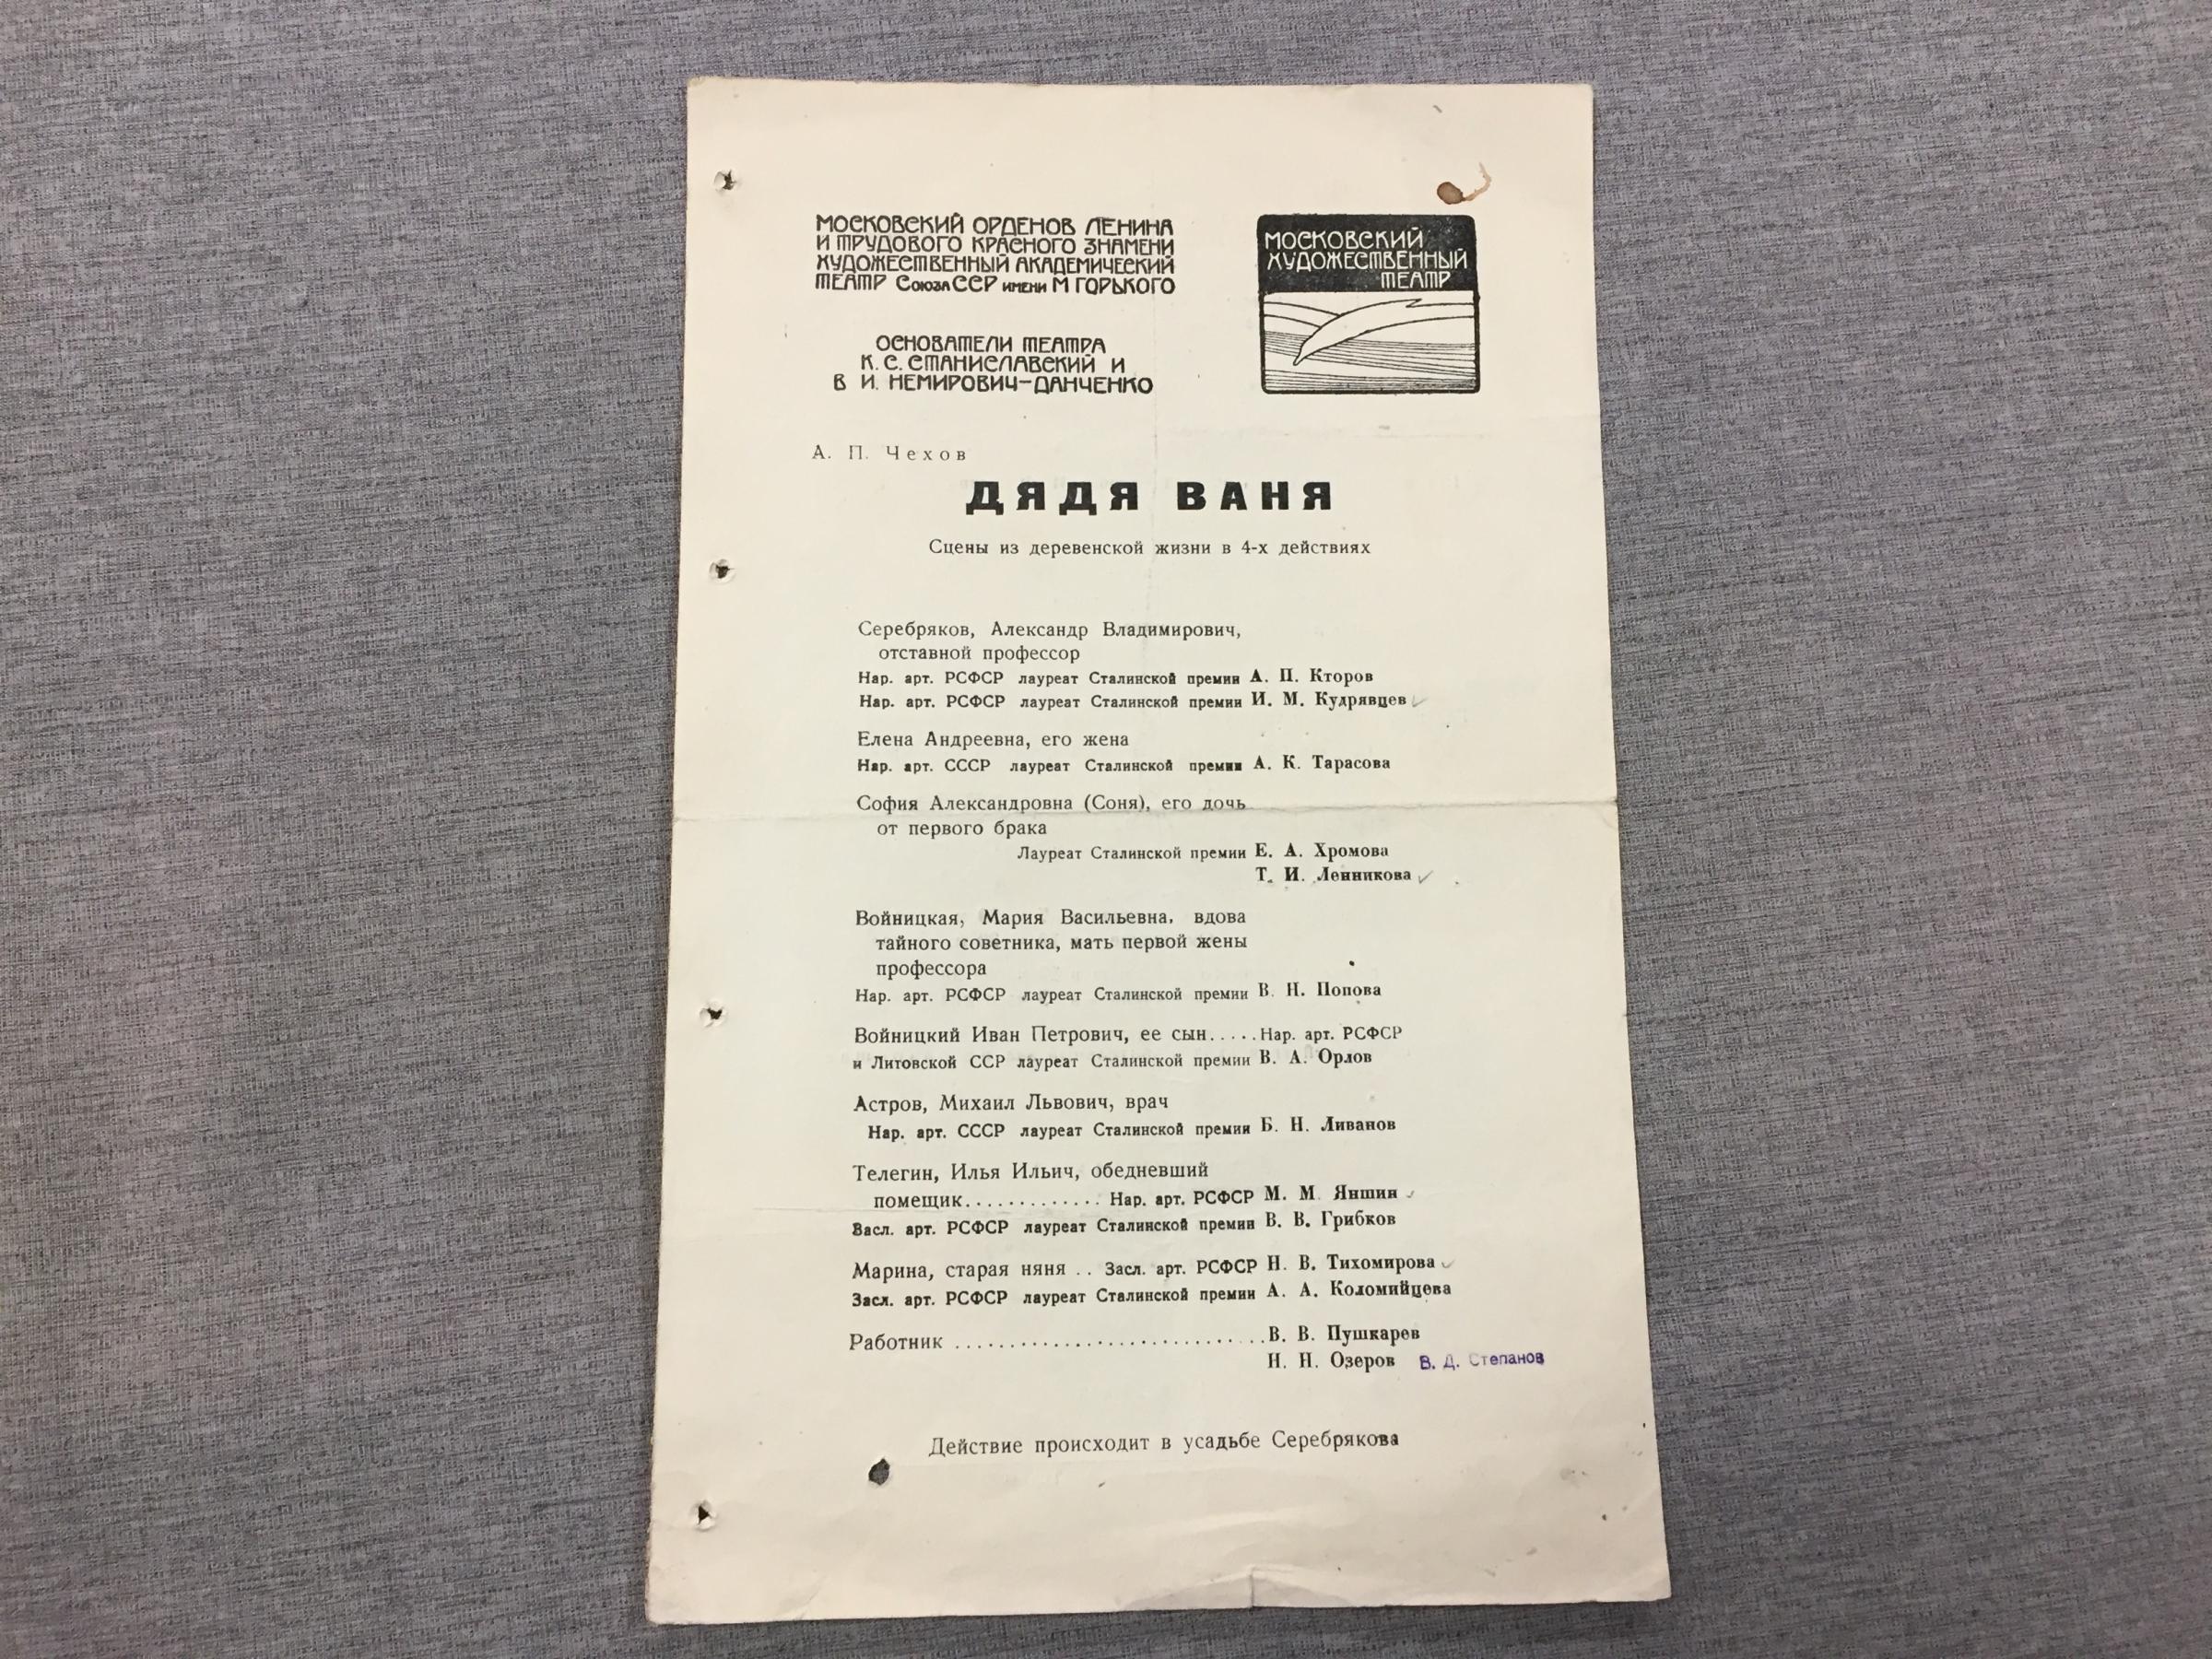 МОСКОВСКИЙ ОРДЕНОВ ЛЕНИНА
И ТРУДОВОГО КРАСНОГО ЗНАМЕНИ
ХУДОЖЕСТВЕННЫЙ АКАДЕМИЧЕСКИЙ
ТЕАТР СОЮЗА ССР ИМЕНИ М ГОРЬКОГО
ОСНОВАТЕЛИ ТЕАТРА
К. С. СТАНИСЛАВСКИЙ И
В И. НЕМИРОВИЧ-ДАНЧЕНКО
МОСКОВСКИЙ
ХУДОЖЕСТВЕННЫЙ
ТЕАТР
А. П. Чехов
ДЯДЯ ВАНЯ
Сцены из деревенской жизни в 4-х действиях
Серебряков, Александр Владимирович,
отставной профессор
Нар. арт. РСФСР лауреат Сталинской премии А. П. Кторов
Нар. арт. РСФСР лауреат Сталинской премии И. М. Кудрявцев
Елена Андреевна, его жена
Нар. арт. СССР лауреат Сталинской премии А. К. Тарасова
София Александровна (Соня), его дочь
от первого брака
Лауреат Сталинской премии Е. А. Хромова
Т. И. Ленникова
Войницкая, Мария Васильевна, вдова
тайного советника, мать первой жены
профессора
Нар. арт. РСФСР лауреат Сталинской премии В. Н. Попова
Войницкий Иван Петрович, ее сын.....Нар. арт. РСФСР
и Литовской ССР лауреат Сталинской премии В. А. Орлов
Астров, Михаил Львович, врач
Нар. арт. СССР лауреат Сталинской премии Б. Н. Ливанов
Телегин, Илья Ильич, обедневший
помещик............. Нар. арт. РСФСР М. М. Яншин
Засл. арт. РСФСР лауреат Сталинской премии В. В. Грибков
Марина, старая няня .. Засл. арт. РСФСР Н. В. Тихомирова
Засл. арт. РСФСР лауреат Сталинской премии А. А. Коломийцева
Работник .............................В. В. Пушкарев
Н. Н. Озеров В. Д. Степанов
Действие происходит в усадьбе Серебрякова